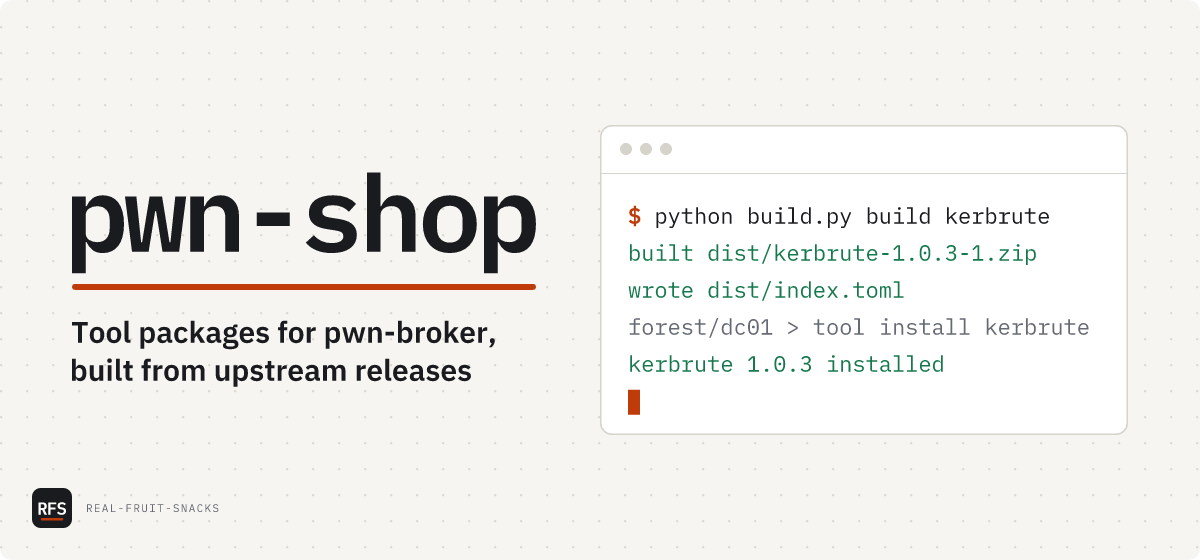 pwn-shop
Tool packages for pwn-broker,
built from upstream releases
$ python build.py build kerbrute
built dist/kerbrute-1.0.3-1.zip
wrote dist/index.toml
forest/dc01 > tool install kerbrute
kerbrute 1.0.3 installed
RFS
REAL-FRUIT-SNACKS